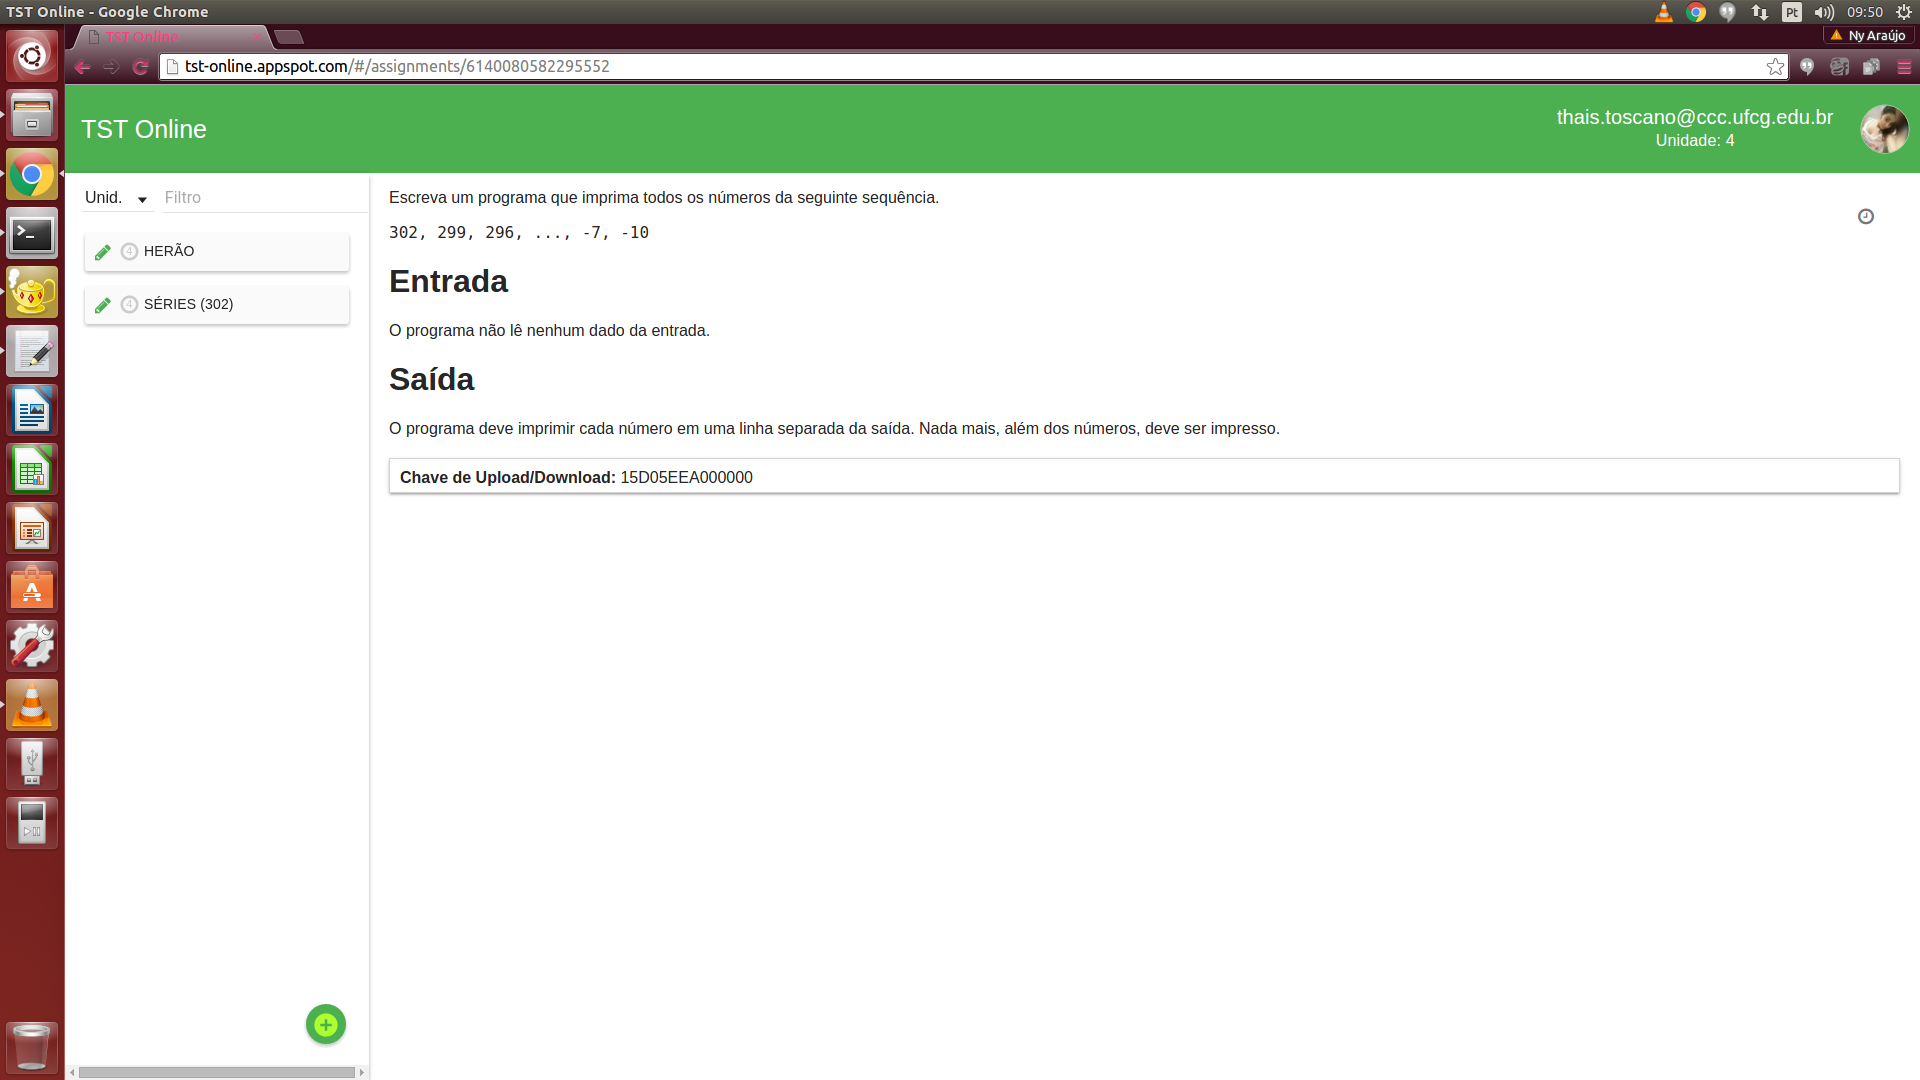 TST Online - Google Chrome
Pt
09:50
TST Online
Ny Araújo
tst-online.appspot.com/#/assignments/6140080582295552
TST Online
thais.toscano@ccc.ufcg.edu.br
Unidade: 4
Unid.
Filtro
4 HERÃO
4 SÉRIES (302)
Escreva um programa que imprima todos os números da seguinte sequência.
302, 299, 296, ..., -7, -10
Entrada
O programa não lê nenhum dado da entrada.
Saída
O programa deve imprimir cada número em uma linha separada da saída. Nada mais, além dos números, deve ser impresso.
Chave de Upload/Download: 15D05EEA000000